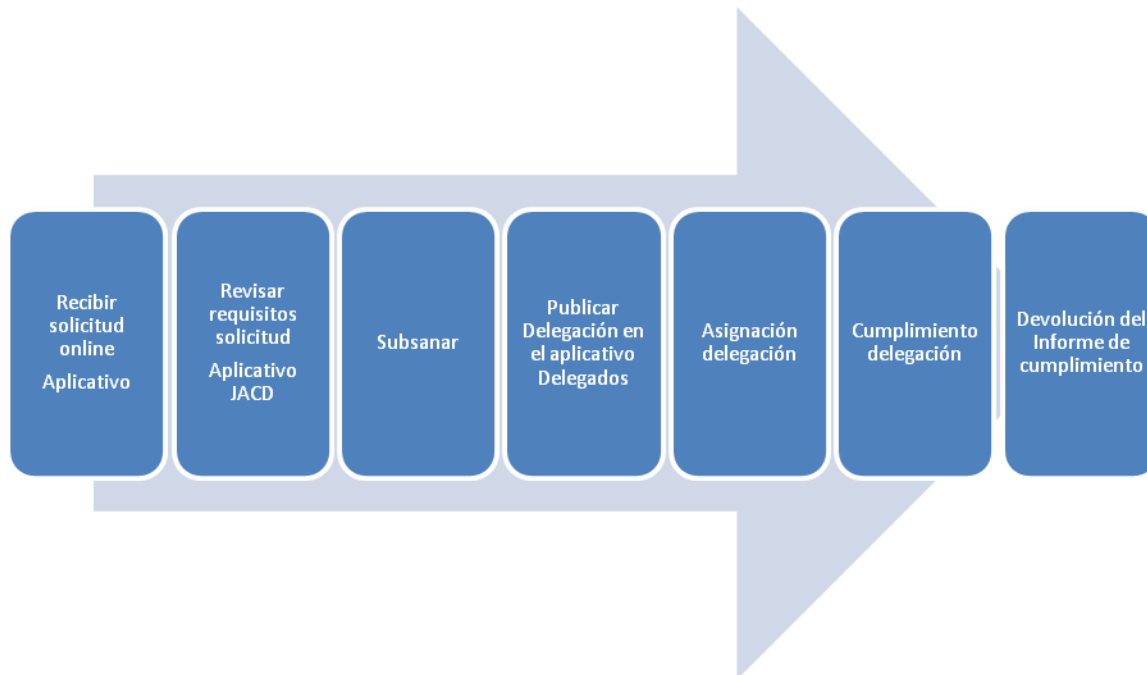 Recibir
solicitud
online
Aplicativo
Revisar
requisitos
solicitud
Aplicativo
JACD
Subsanar
Publicar
Delegación en
el aplicativo
Delegados
Asignación
delegación
Cumplimiento
delegación
Devolución del
Informe de
cumplimiento